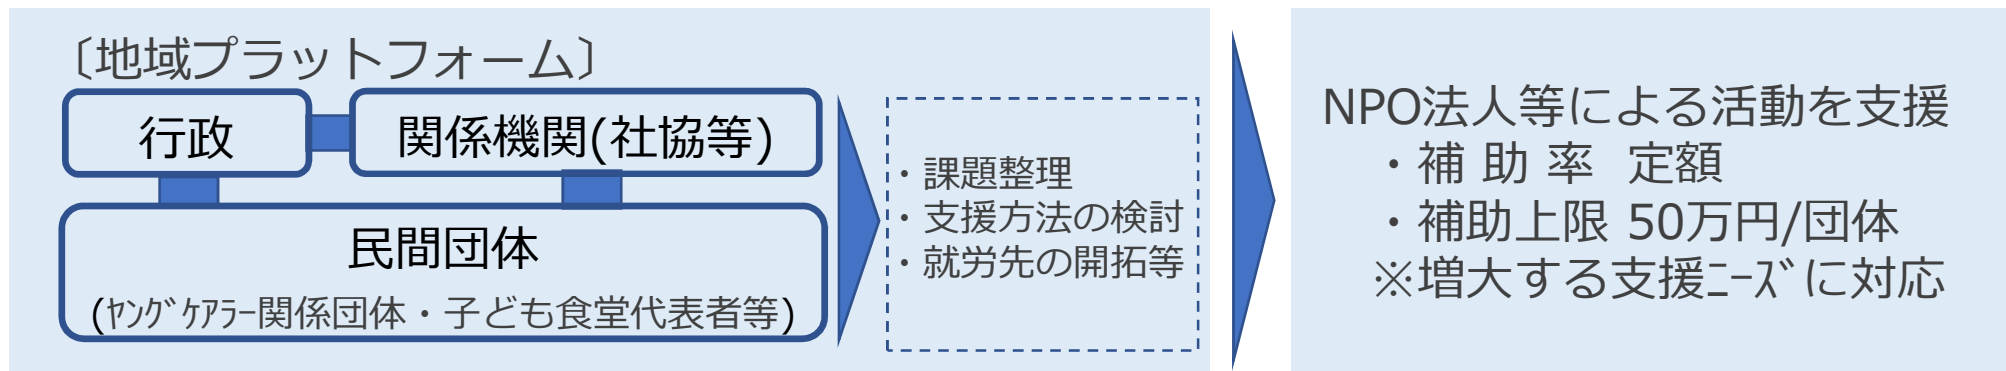 〔地域プラットフォーム〕
行政
関係機関(社協等)
民間団体
(ﾔﾝｸﾞｹｱﾗｰ関係団体・子ども食堂代表者等)
・課題整理
・支援方法の検討
・就労先の開拓等
NPO法人等による活動を支援
・補 助 率 定額
・補助上限 50万円/団体
※増大する支援ﾆｰｽﾞに対応